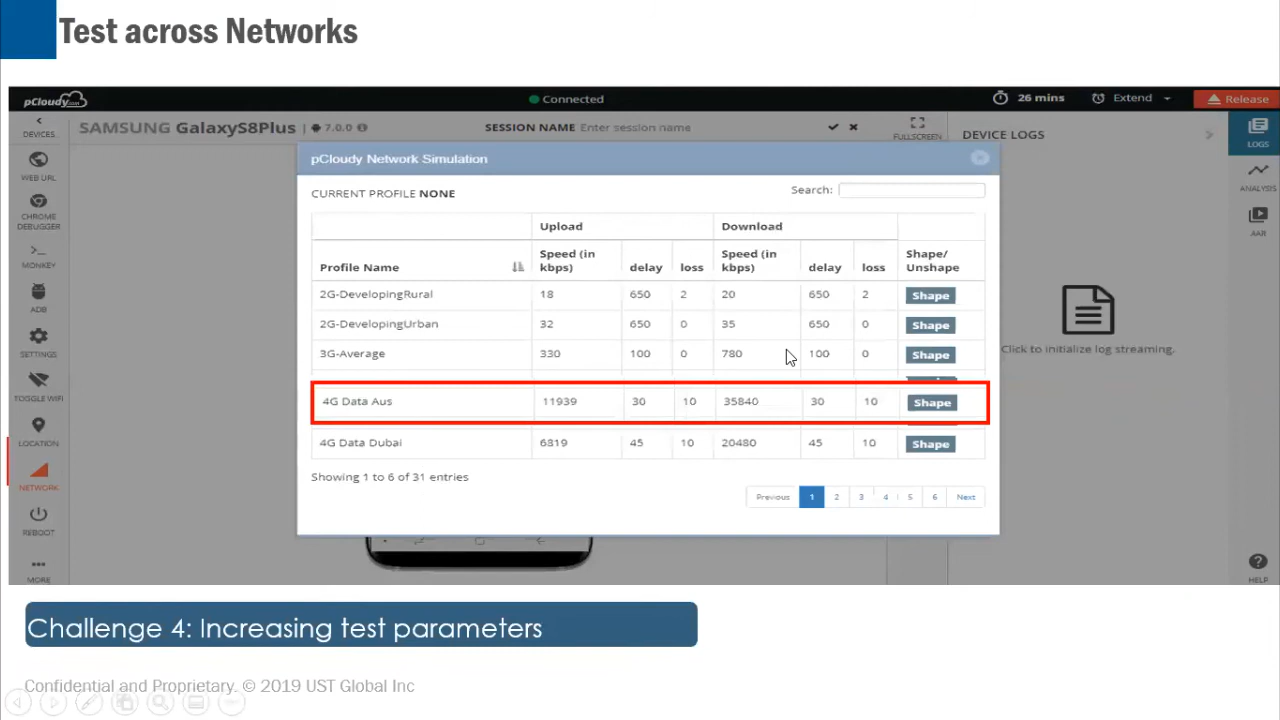 Test across Networks
pCloudy.com
Connected
26 mins
Extend
Release
DEVICES
SAMSUNG GalaxyS8Plus | 7.0.0
SESSION NAME Enter session name
FULLSCREEN
DEVICE LOGS
LOGS
WEB URL
CHROME
DEBUGGER
MONKEY
ADB
SETTINGS
TOGGLE WIFI
LOCATION
NETWORK
REBOOT
MORE
pCloudy Network Simulation
CURRENT PROFILE NONE
Search:
Upload Download
Profile Name Speed (in kbps) delay loss Speed (in kbps) delay loss Shape/ Unshape
2G-DevelopingRural 18 650 2 20 650 2 Shape
2G-DevelopingUrban 32 650 0 35 650 0 Shape
3G-Average 330 100 0 780 100 0 Shape
4G Data Aus 11939 30 10 35840 30 10 Shape
4G Data Dubai 6819 45 10 20480 45 10 Shape
Showing 1 to 6 of 31 entries
Previous 1 2 3 4 5 6 Next
Click to initialize log streaming.
ANALYSIS
AAR
HELP
Challenge 4: Increasing test parameters
Confidential and Proprietary. © 2019 UST Global Inc